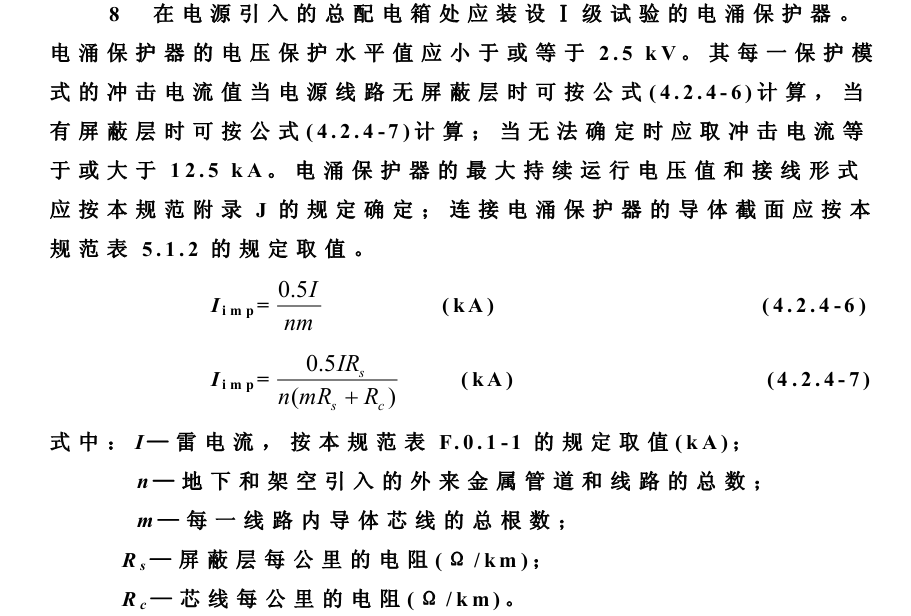 8 在电源引入的总配电箱处应装设Ⅰ级试验的电涌保护器。
电涌保护器的电压保护水平值应小于或等于 2.5 kV。其每一保护模
式的冲击电流值当电源线路无屏蔽层时可按公式(4.2.4-6)计算，当
有屏蔽层时可按公式(4.2.4-7)计算；当无法确定时应取冲击电流等
于或大于 12.5 kA。电涌保护器的最大持续运行电压值和接线形式
应按本规范附录 J 的规定确定；连接电涌保护器的导体截面应按本
规范表 5.1.2 的规定取值。
I_imp = 0.5I / nm (kA) (4.2.4-6)
I_imp = 0.5IR_s / n(mR_s + R_c) (kA) (4.2.4-7)
式中：I—雷电流，按本规范表 F.0.1-1 的规定取值(kA)；
n—地下和架空引入的外来金属管道和线路的总数；
m—每一线路内导体芯线的总根数；
R_s—屏蔽层每公里的电阻(Ω/km)；
R_c—芯线每公里的电阻(Ω/km)。